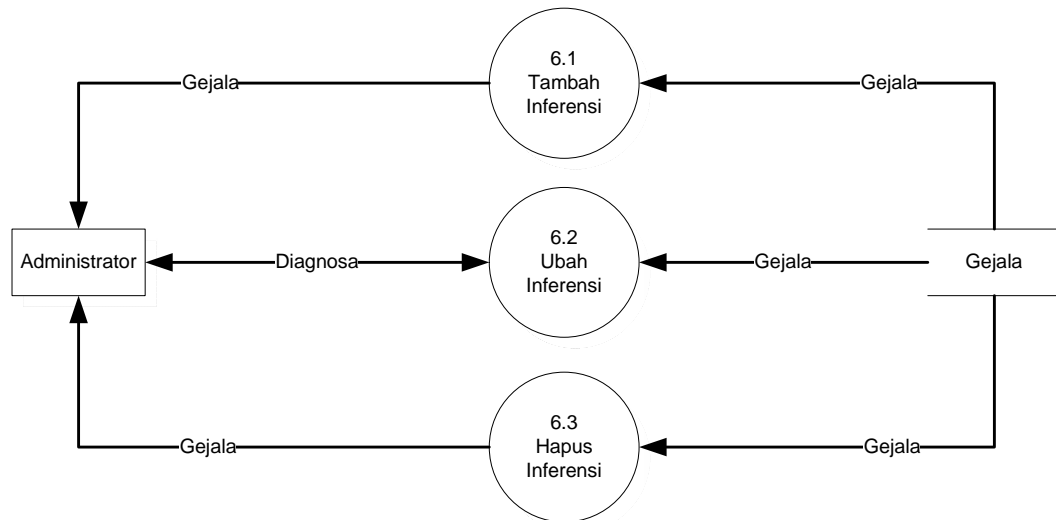 6.1
Tambah
Inferensi
Gejala
Gejala
Administrator
Diagnosa
6.2
Ubah
Inferensi
Gejala
Gejala
6.3
Hapus
Inferensi
Gejala
Gejala